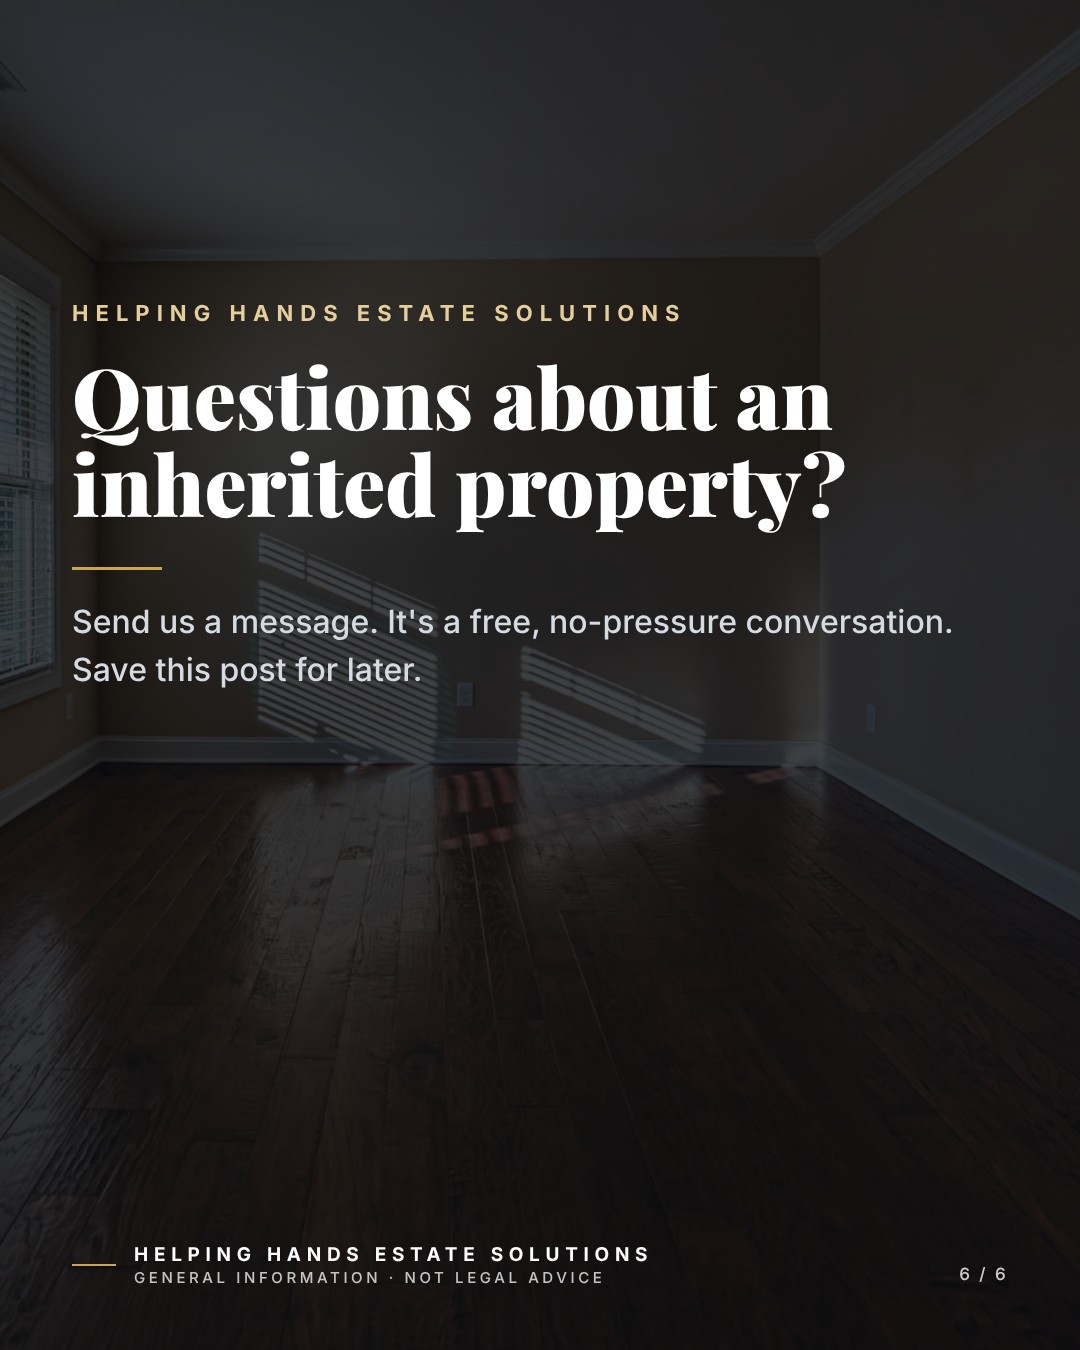 HELPING HANDS ESTATE SOLUTIONS
Questions about an
inherited property?
Send us a message. It's a free, no-pressure conversation.
Save this post for later.
HELPING HANDS ESTATE SOLUTIONS
GENERAL INFORMATION · NOT LEGAL ADVICE
6 / 6